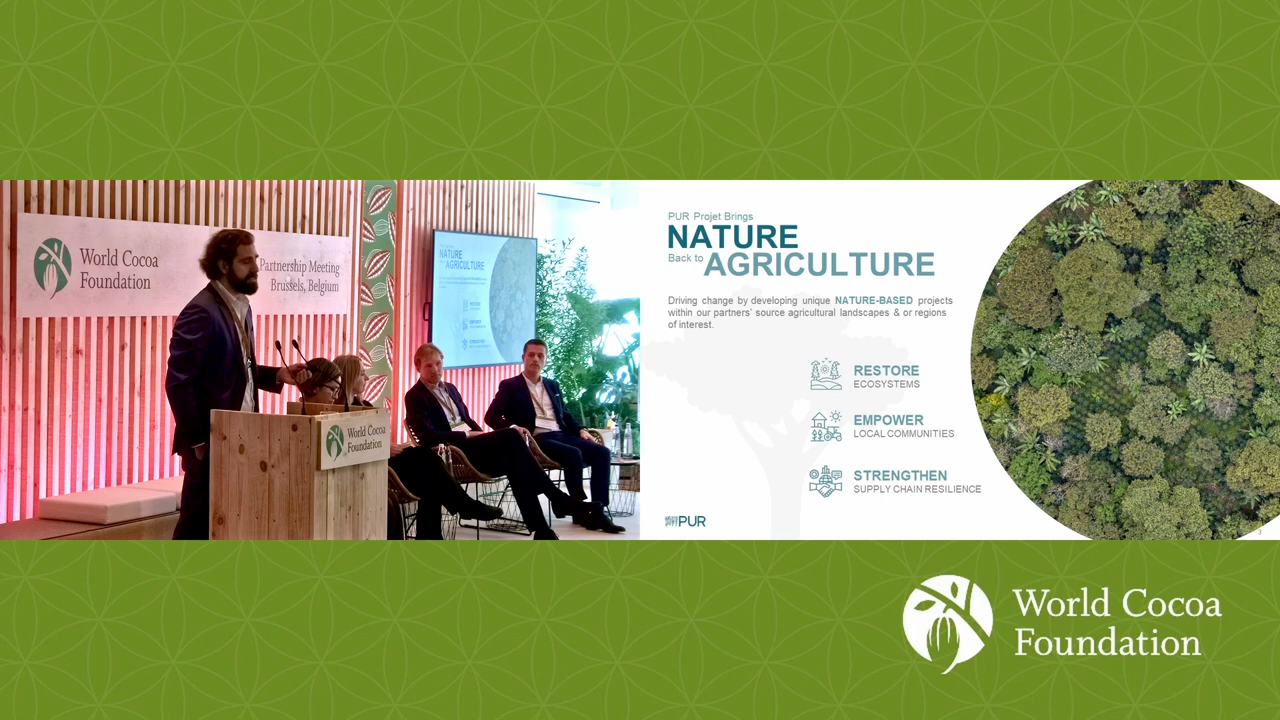 World Cocoa
Foundation
Partnership Meeting
Brussels, Belgium
NATURE
AGRICULTURE
World Cocoa
Foundation
PUR Projet Brings
NATURE
Back to AGRICULTURE
Driving change by developing unique NATURE-BASED projects
within our partners' source agricultural landscapes & or regions
of interest.
RESTORE
ECOSYSTEMS
EMPOWER
LOCAL COMMUNITIES
STRENGTHEN
SUPPLY CHAIN RESILIENCE
PUR
3
World Cocoa
Foundation